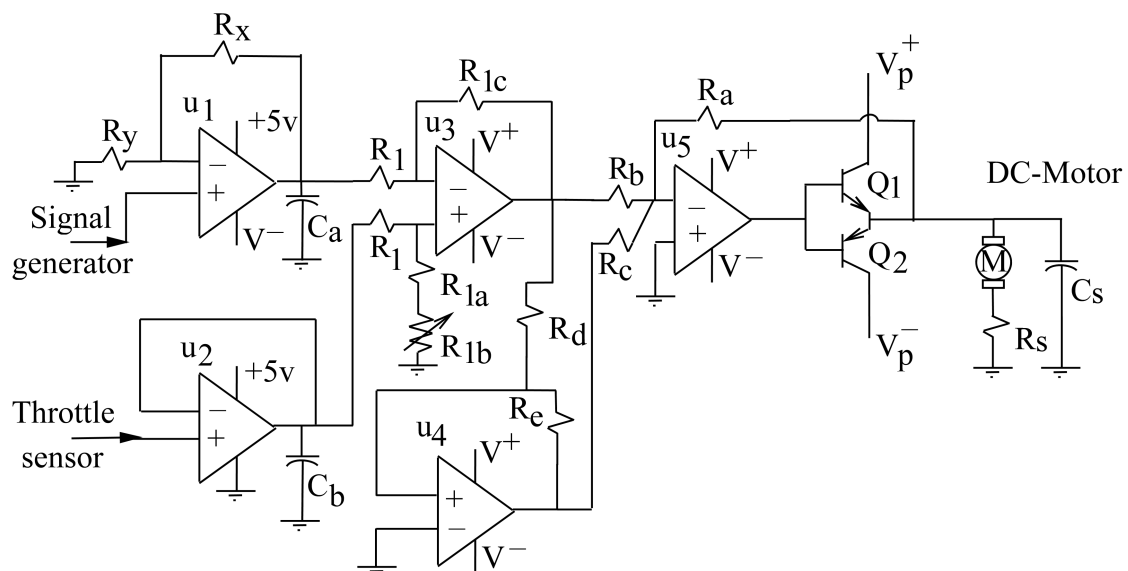 Rx
R1c
Vp+
u1
+5v
Ra
Ry
u3
V+
u5
V+
R1
Rb
Q1
DC-Motor
−
+
−
+
−
+
Signal
generator
V−
Ca
R1
V−
Rc
V−
Q2
M
Cs
R1a
Rs
R1b
Rd
Vp−
u2
+5v
Throttle
sensor
−
+
Re
u4
V+
Cb
+
−
V−